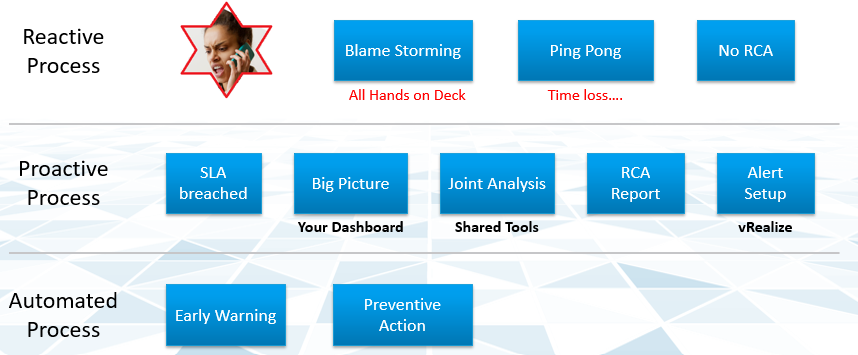 Reactive
Process
Blame Storming
Ping Pong
No RCA
All Hands on Deck
Time loss....
Proactive
Process
SLA
breached
Big Picture
Joint Analysis
RCA
Report
Alert
Setup
Your Dashboard
Shared Tools
vRealize
Automated
Process
Early Warning
Preventive
Action